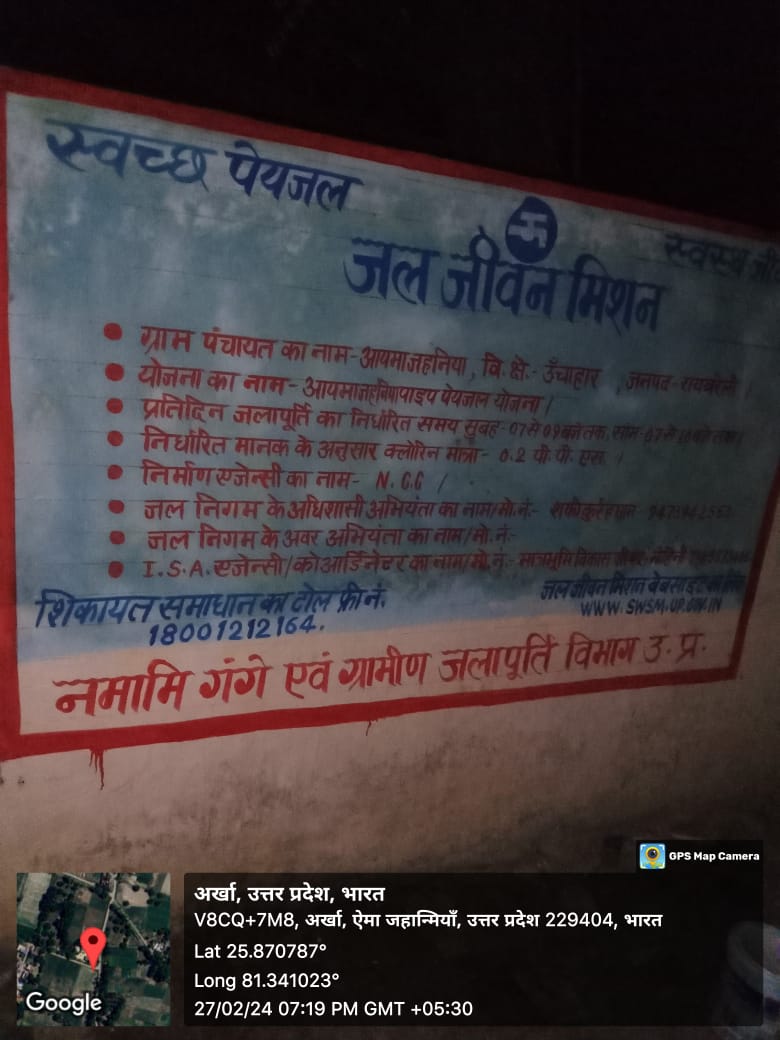 स्वच्छ पेयजल
स्वस्थ
जल जीवन मिशन
ग्राम पंचायत का नाम- आयमाजहनिया, वि. क्षे.- ऊँचाहार, जनपद- रायबरेली।
योजना का नाम- आयमाजहनियापाइप पेयजल योजना।
प्रतिदिन जलापूर्ति का निर्धारित समय सुबह- 07 से 09 बजे तक, साम- 07 से
निर्धारित मानक के अनुसार क्लोरिन मात्रा- 0.2 पी. पी. एम.।
निर्माण एजेन्सी का नाम- N.C.C।
जल निगम के अधिशासी अभियंता का नाम/मो.नं:-
जल निगम के अवर अभियंता का नाम/मो.नं:-
I.S.A. एजेन्सी/कोआर्डिनेटर का नाम/मो.नं:- मात्रभूमि विकास
शिकायत समाधान का टोल फ्री नं.
18001212164.
जल जीवन मिशन वेबसाइट का लिंक
WWW.SWSM.UP.GOV.IN
नमामि गंगे एवं ग्रामीण जलापूर्ति विभाग उ. प्र.
GPS Map Camera
अर्खा, उत्तर प्रदेश, भारत
V8CQ+7M8, अर्खा, ऐमा जहान्मियाँ, उत्तर प्रदेश 229404, भारत
Lat 25.870787°
Long 81.341023°
27/02/24 07:19 PM GMT +05:30
Google